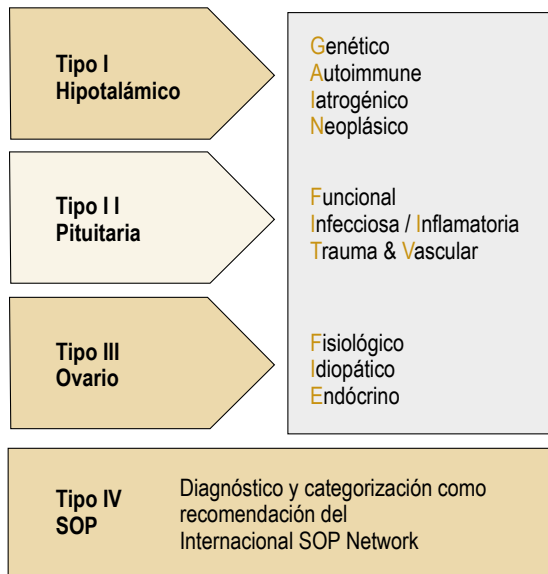 Tipo I
Hipotalámico
Genético
Autoimmune
Iatrogénico
Neoplásico
Tipo I I
Pituitaria
Funcional
Infecciosa / Inflamatoria
Trauma & Vascular
Tipo III
Ovario
Fisiológico
Idiopático
Endócrino
Tipo IV
SOP
Diagnóstico y categorización como
recomendación del
Internacional SOP Network